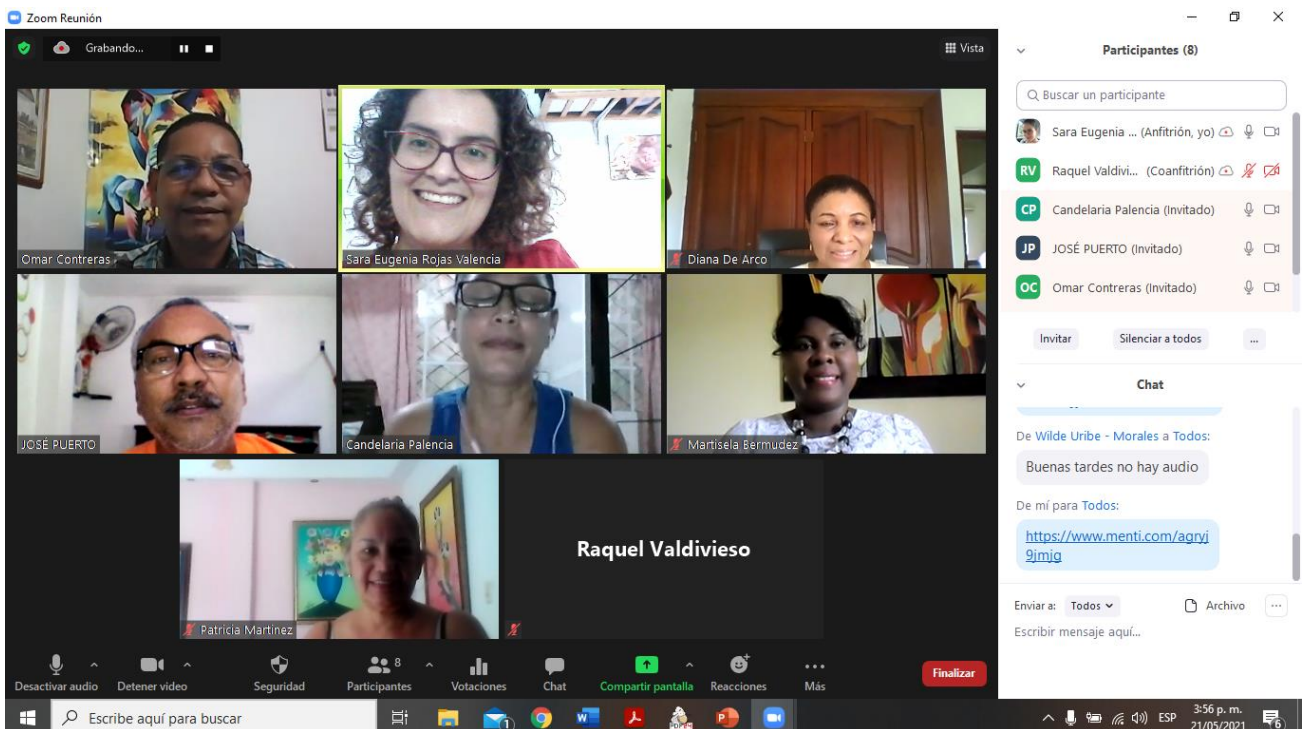 Zoom Reunión
Grabando...
Vista
Omar Contreras
Sara Eugenia Rojas Valencia
Diana De Arco
JOSÉ PUERTO
Candelaria Palencia
Martisela Bermudez
Patricia Martinez
Raquel Valdivieso
Desactivar audio
Detener video
Seguridad
8
Participantes
Votaciones
Chat
Compartir pantalla
Reacciones
Más
Finalizar
Participantes (8)
Buscar un participante
Sara Eugenia ... (Anfitrión, yo)
RV Raquel Valdivi... (Coanfitrión)
CP Candelaria Palencia (Invitado)
JP JOSÉ PUERTO (Invitado)
OC Omar Contreras (Invitado)
Invitar Silenciar a todos ...
Chat
De Wilde Uribe - Morales a Todos:
Buenas tardes no hay audio
De mí para Todos:
https://www.menti.com/agryj
9jmjg
Enviar a: Todos Archivo ...
Escribir mensaje aquí...
Escribe aquí para buscar
1
ESP
3:56 p. m.
21/05/2021
6